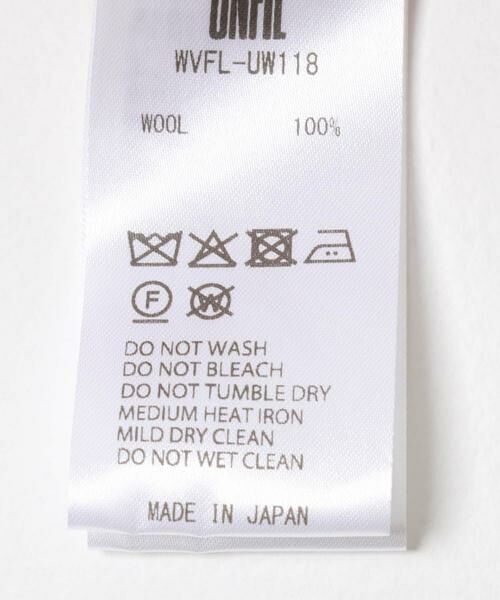 UNFIL
WVFL-UW118
WOOL 100%
F W
DO NOT WASH
DO NOT BLEACH
DO NOT TUMBLE DRY
MEDIUM HEAT IRON
MILD DRY CLEAN
DO NOT WET CLEAN
MADE IN JAPAN